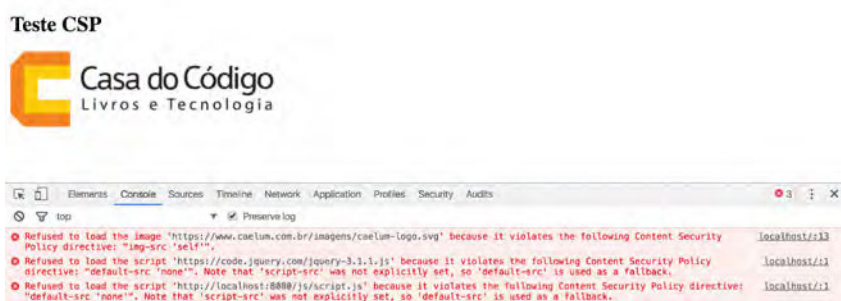 Teste CSP
Casa do Código
Livros e Tecnologia
Elements Console Sources Timeline Network Application Profiles Security Audits 3
top Preserve log
Refused to load the image 'https://www.caelum.com.br/imagens/caelum-logo.svg' because it violates the following Content Security localhost/:13
Policy directive: "img-src 'self'".
Refused to load the script 'https://code.jquery.com/jquery-3.1.1.js' because it violates the following Content Security Policy localhost/:1
directive: "default-src 'none'". Note that 'script-src' was not explicitly set, so 'default-src' is used as a fallback.
Refused to load the script 'http://localhost:8080/js/script.js' because it violates the following Content Security Policy directive: localhost/:1
"default-src 'none'". Note that 'script-src' was not explicitly set, so 'default-src' is used as a fallback.